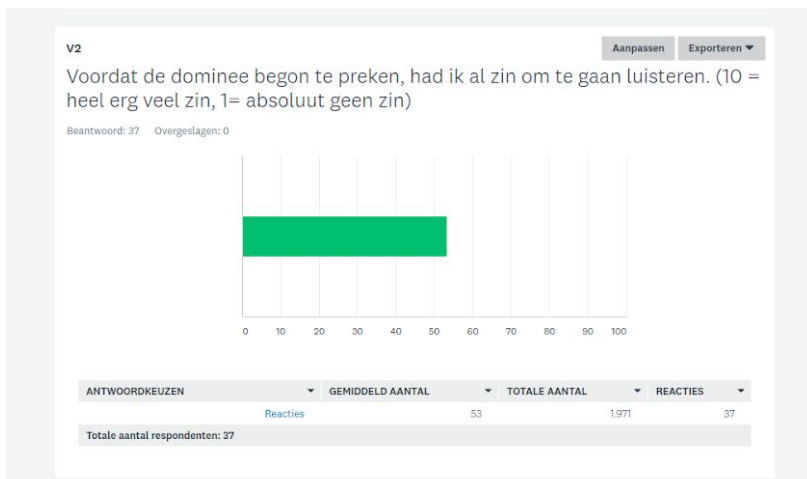 V2
Aanpassen
Exporteren
Voordat de dominee begon te preken, had ik al zin om te gaan luisteren. (10 =
heel erg veel zin, 1= absoluut geen zin)
Beantwoord: 37 Overgeslagen: 0
0 10 20 30 40 50 60 70 80 90 100
ANTWOORDKEUZEN GEMIDDELD AANTAL TOTALE AANTAL REACTIES
Reacties 53 1.971 37
Totale aantal respondenten: 37